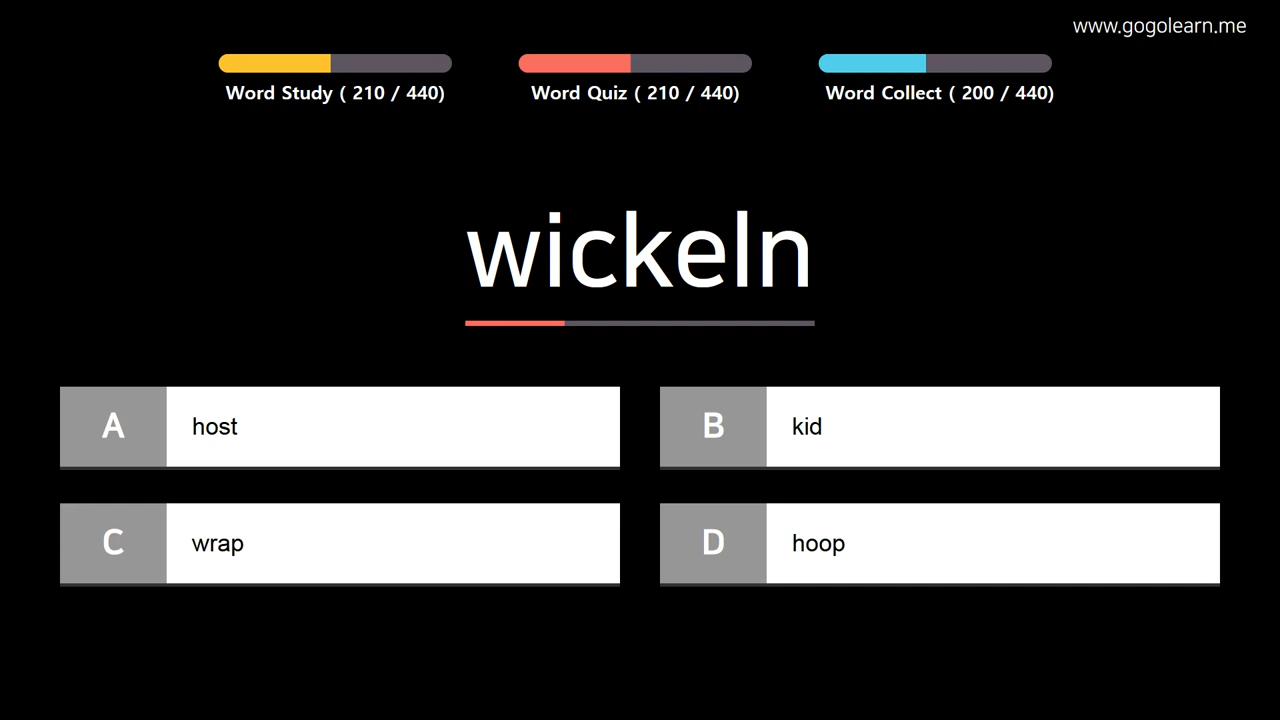 www.gogolearn.me
Word Study ( 210 / 440)
Word Quiz ( 210 / 440)
Word Collect ( 200 / 440)
wickeln
A host
B kid
C wrap
D hoop